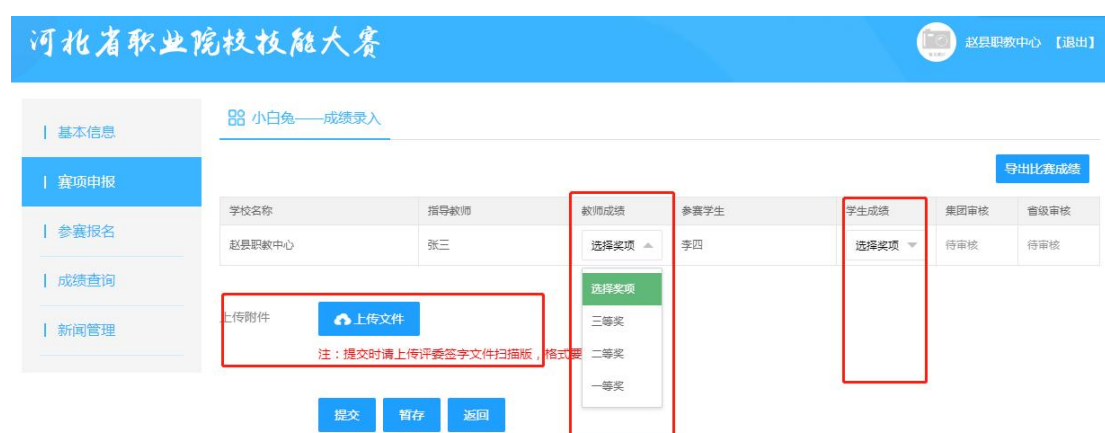 河北省职业院校技能大赛
赵县职教中心 【退出】
基本信息
赛项申报
参赛报名
成绩查询
新闻管理
小白兔——成绩录入
导出比赛成绩
学校名称 指导教师 教师成绩 参赛学生 学生成绩 集团审核 省级审核
赵县职教中心 张三 选择奖项 李四 选择奖项 待审核 待审核
选择奖项
三等奖
二等奖
一等奖
上传附件 上传文件
注：提交时请上传评委签字文件扫描版，格式要
提交 暂存 返回